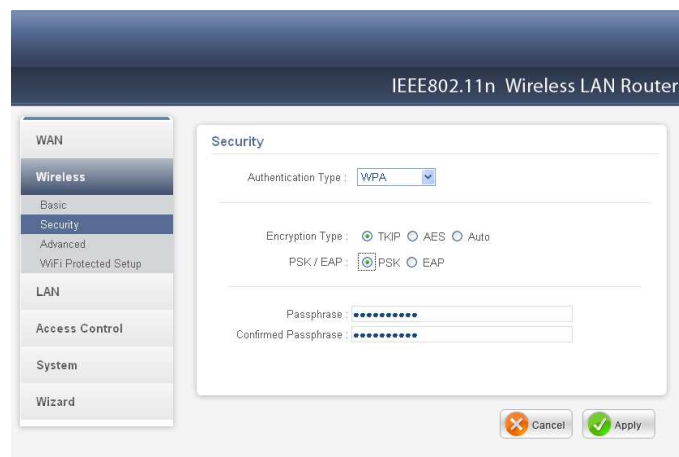 IEEE802.11n Wireless LAN Router
WAN
Wireless
Basic
Security
Advanced
WiFi Protected Setup
LAN
Access Control
System
Wizard
Security
Authentication Type : WPA
Encryption Type : TKIP AES Auto
PSK / EAP : PSK EAP
Passphrase : ●●●●●●●●●●
Confirmed Passphrase : ●●●●●●●●●●
Cancel Apply